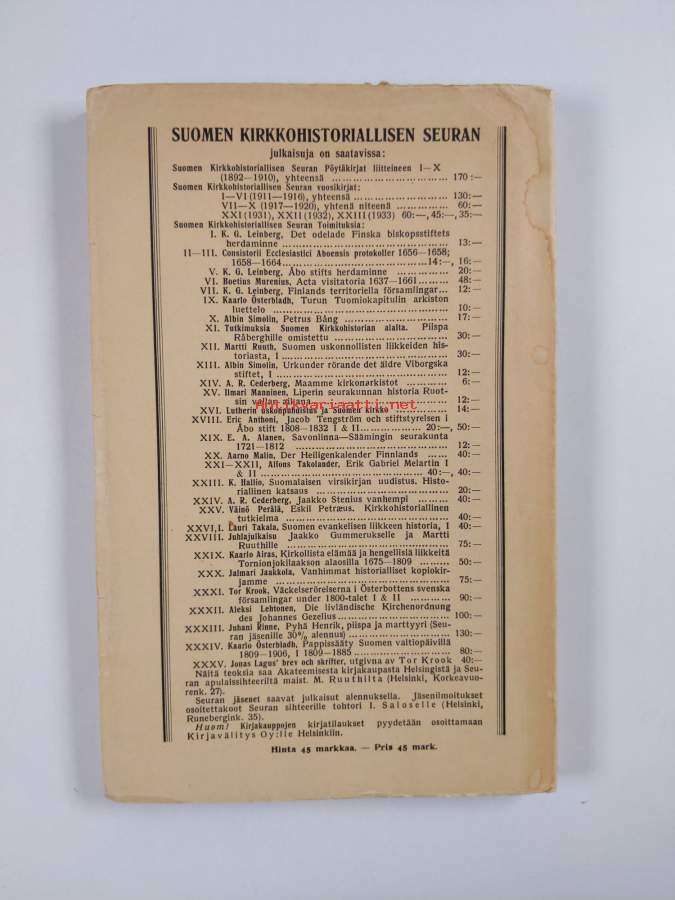 SUOMEN KIRKKOHISTORIALLISEN SEURAN
julkaisuja on saatavissa:
Suomen Kirkkohistoriallisen Seuran Pöytäkirjat liitteineen I—X
(1892—1910), yhteensä ........ 170:—
Suomen Kirkkohistoriallisen Seuran vuosikirjat:
I—VI (1911—1916), yhteensä ........ 130:—
VII—X (1917—1920), yhtenä niteenä ........ 60:—
XXI (1931), XXII (1932), XXIII (1933) 60:—, 45:—, 35:—
Suomen Kirkkohistoriallisen Seuran Toimituksia:
I. K. G. Leinberg, Det odelade Finska biskopsstiftets
herdaminne ........ 13:—
II—III. Consistorii Ecclesiastici Aboensis protokoller 1656—1658;
1658—1664 ........ 14:—, 16:—
V. K. G. Leinberg, Åbo stifts herdaminne ........ 20:—
VI. Boetius Murenius, Acta visitatoria 1637—1661 ........ 48:—
VII. K. G. Leinberg, Finlands territoriella församlingar... 12:—
IX. Kaarlo Österbladh, Turun Tuomiokapitulin arkiston
luettelo ........ 10:—
X. Albin Simolin, Petrus Bång ........ 17:—
XI. Tutkimuksia Suomen Kirkkohistorian alalta. Piispa
Råberghille omistettu ........ 30:—
XII. Martti Ruuth, Suomen uskonnollisten liikkeiden his-
toriasta, I ........ 30:—
XIII. Albin Simolin, Urkunder rörande det äldre Viborgska
stiftet, I ........ 12:—
XIV. A. R. Cederberg, Maamme kirkonarkistot ........ 6:—
XV. Ilmari Manninen, Liperin seurakunnan historia Ruot-
sin vallan aikana ........ 12:—
Antikvariaatti.net
XVI. Lutherin uskonpuhdistus ja Suomen kirkko ........ 14:—
XVIII. Eric Anthoni, Jacob Tengström och stiftsstyrelsen i
Åbo stift 1808—1832 I & II ........ 20:—, 50:—
XIX. E. A. Alanen, Savonlinna—Säämingin seurakunta
1721—1812 ........ 12:—
XX. Aarno Malin, Der Heiligenkalender Finnlands ..... 40:—
XXI—XXII, Alfons Takolander, Erik Gabriel Melartin I
& II ........ 40:—, 40:—
XXIII. K. Hallio, Suomalaisen virsikirjan uudistus. Histo-
riallinen katsaus ........ 20:—
XXIV. A. R. Cederberg, Jaakko Stenius vanhempi ........ 40:—
XXV. Väinö Perälä, Eskil Petræus. Kirkkohistoriallinen
tutkielma ........ 40:—
XXVI,I. Lauri Takala, Suomen evankelisen liikkeen historia, I 40:—
XXVIII. Juhlajulkaisu Jaakko Gummerukselle ja Martti
Ruuthille ........ 75:—
XXIX. Kaarlo Airas, Kirkollista elämää ja hengellisiä liikkeitä
Tornionjokilaakson alaosilla 1675—1809 ........ 50:—
XXX. Jalmari Jaakkola, Vanhimmat historialliset kopiokir-
jamme ........ 75:—
XXXI. Tor Krook, Väckelserörelserna i Österbottens svenska
församlingar under 1800-talet I & II ........ 90:—
XXXII. Aleksi Lehtonen, Die livländische Kirchenordnung
des Johannes Gezelius ........ 100:—
XXXIII. Juhani Rinne, Pyhä Henrik, piispa ja marttyyri (Seu-
ran jäsenille 30% alennus) ........ 130:—
XXXIV. Kaarlo Österbladh, Pappissääty Suomen valtiopäivillä
1809—1906, I 1809—1885 ........ 80:—
XXXV. Jonas Lagus' brev och skrifter, utgivna av Tor Krook 40:—
Näitä teoksia saa Akateemisesta kirjakaupasta Helsingistä ja Seu-
ran apulaissihteeriltä maist. M. Ruuthilta (Helsinki, Korkeavuo-
renk. 27).
Seuran jäsenet saavat julkaisut alennuksella. Jäsenilmoitukset
osoitettakoot Seuran sihteerille tohtori I. Saloselle (Helsinki,
Runebergink. 35).
Huom! Kirjakauppojen kirjatilaukset pyydetään osoittamaan
Kirjavälitys Oy:lle Helsinkiin.
Hinta 45 markkaa. — Pris 45 mark.